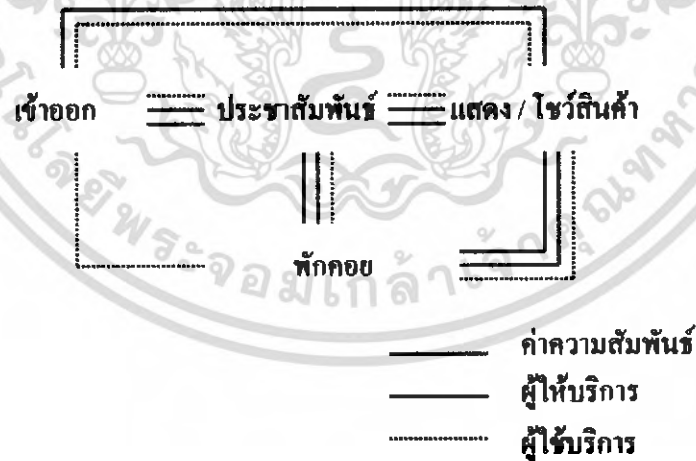 เข้าออก ประชาสัมพันธ์ แสดง / โชว์สินค้า
พักคอย
ค่าความสัมพันธ์
ผู้ให้บริการ
ผู้ใช้บริการ